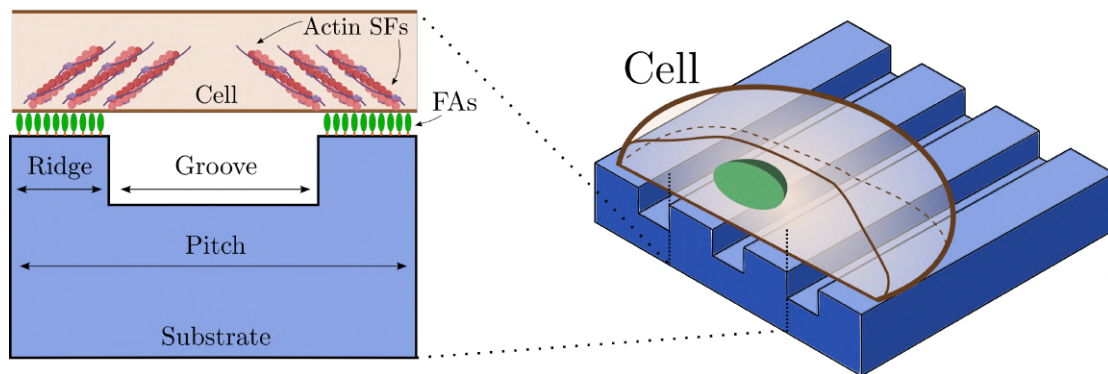 Actin SFs
Cell
FAs
Ridge
Groove
Pitch
Substrate
Cell